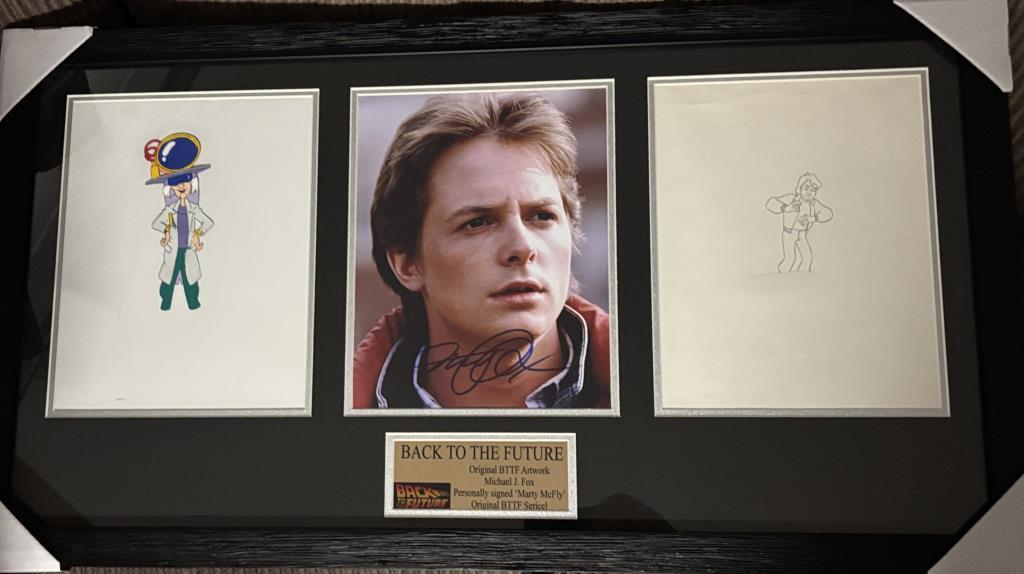 BACK TO THE FUTURE
Original BTTF Artwork
Michael J. Fox
Personally signed 'Marty McFly'
Original BTTF Sericel
BACK
TO THE
FUTURE